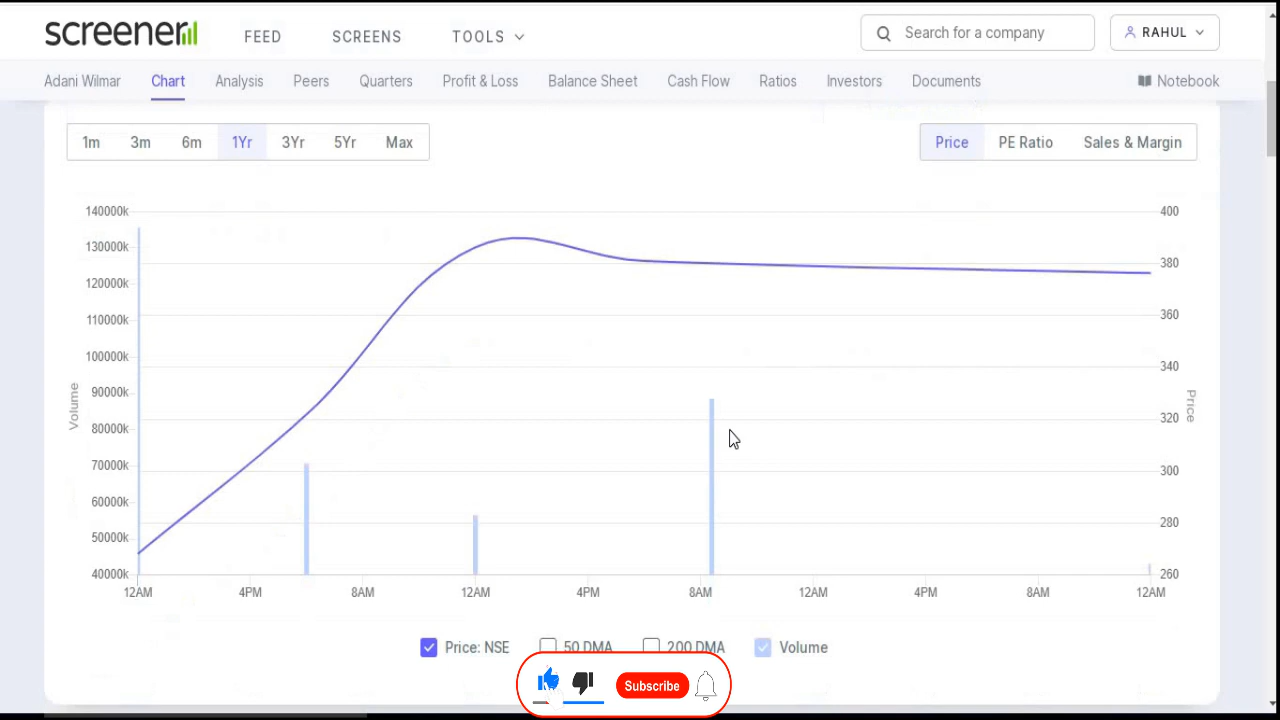 screener FEED SCREENS TOOLS Search for a company RAHUL
Adani Wilmar Chart Analysis Peers Quarters Profit & Loss Balance Sheet Cash Flow Ratios Investors Documents Notebook
1m 3m 6m 1Yr 3Yr 5Yr Max Price PE Ratio Sales & Margin
140000k 400
130000k
380
120000k
360
110000k
100000k
340
90000k
Volume Price
320
80000k
70000k 300
60000k
280
50000k
40000k 260
12AM 4PM 8AM 12AM 4PM 8AM 12AM 4PM 8AM 12AM
Price: NSE 50 DMA 200 DMA Volume
Subscribe